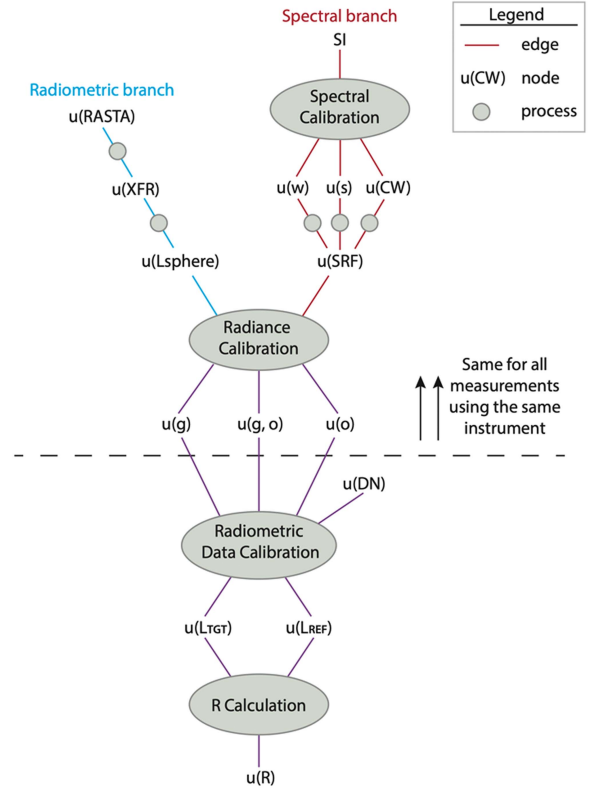 Spectral branch
SI
Legend
edge
u(CW) node
process
Radiometric branch
u(RASTA)
Spectral
Calibration
u(XFR)
u(w) u(s) u(CW)
u(Lsphere)
u(SRF)
Radiance
Calibration
Same for all
measurements
using the same
instrument
u(g) u(g, o) u(o)
u(DN)
Radiometric
Data Calibration
u(LTGT) u(LREF)
R Calculation
u(R)